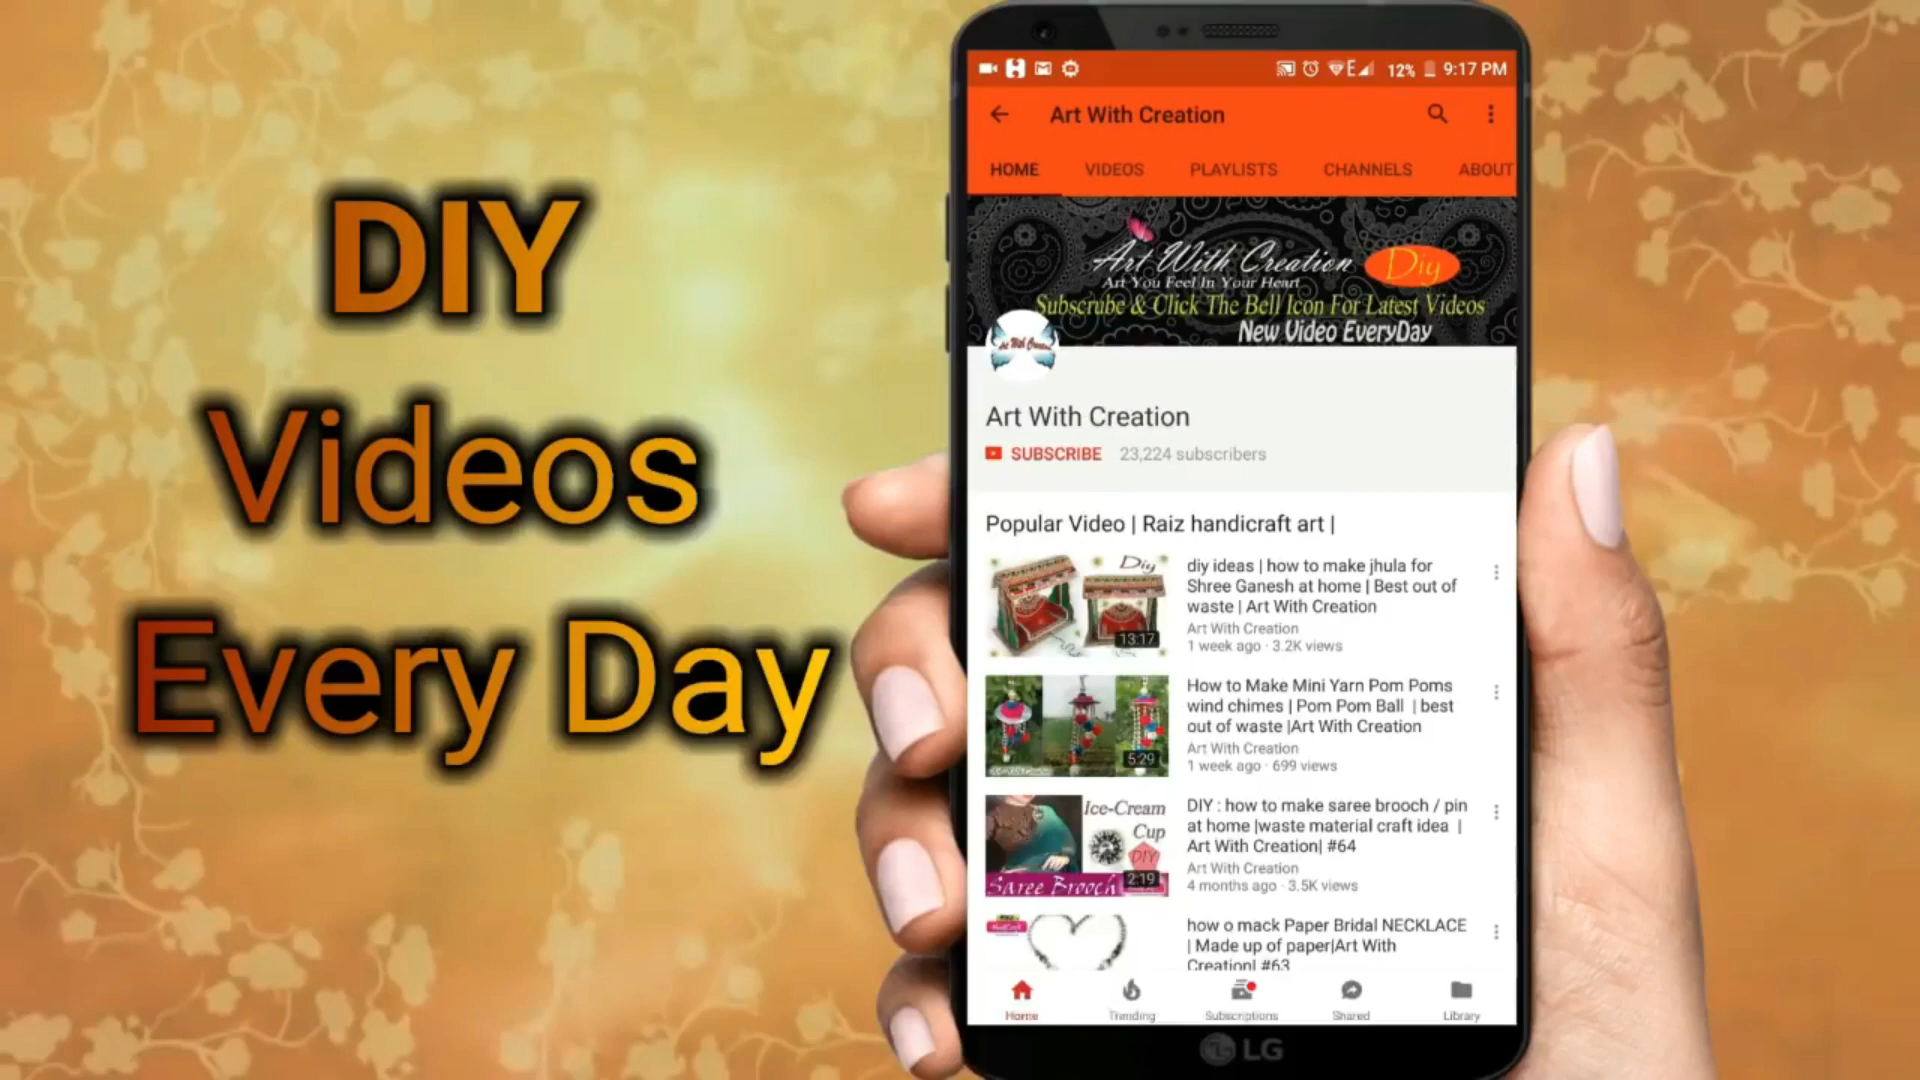 DIY
Videos
Every Day
12% 9:17 PM
Art With Creation
HOME VIDEOS PLAYLISTS CHANNELS ABOUT
Art With Creation Diy
Art You Feel In Your Heart
Subscrube & Click The Bell Icon For Latest Videos
New Video EveryDay
Art With Creation
Art With Creation
SUBSCRIBE 23,224 subscribers
Popular Video | Raiz handicraft art |
Diy
13:17
diy ideas | how to make jhula for
Shree Ganesh at home | Best out of
waste | Art With Creation
Art With Creation
1 week ago · 3.2K views
5:29
How to Make Mini Yarn Pom Poms
wind chimes | Pom Pom Ball | best
out of waste |Art With Creation
Art With Creation
1 week ago · 699 views
Ice-Cream
Cup
DIY
Saree Brooch
2:19
DIY : how to make saree brooch / pin
at home |waste material craft idea |
Art With Creation| #64
Art With Creation
4 months ago · 3.5K views
how o mack Paper Bridal NECKLACE
| Made up of paper|Art With
Creation| #63
Home Trending Subscriptions Shared Library
LG